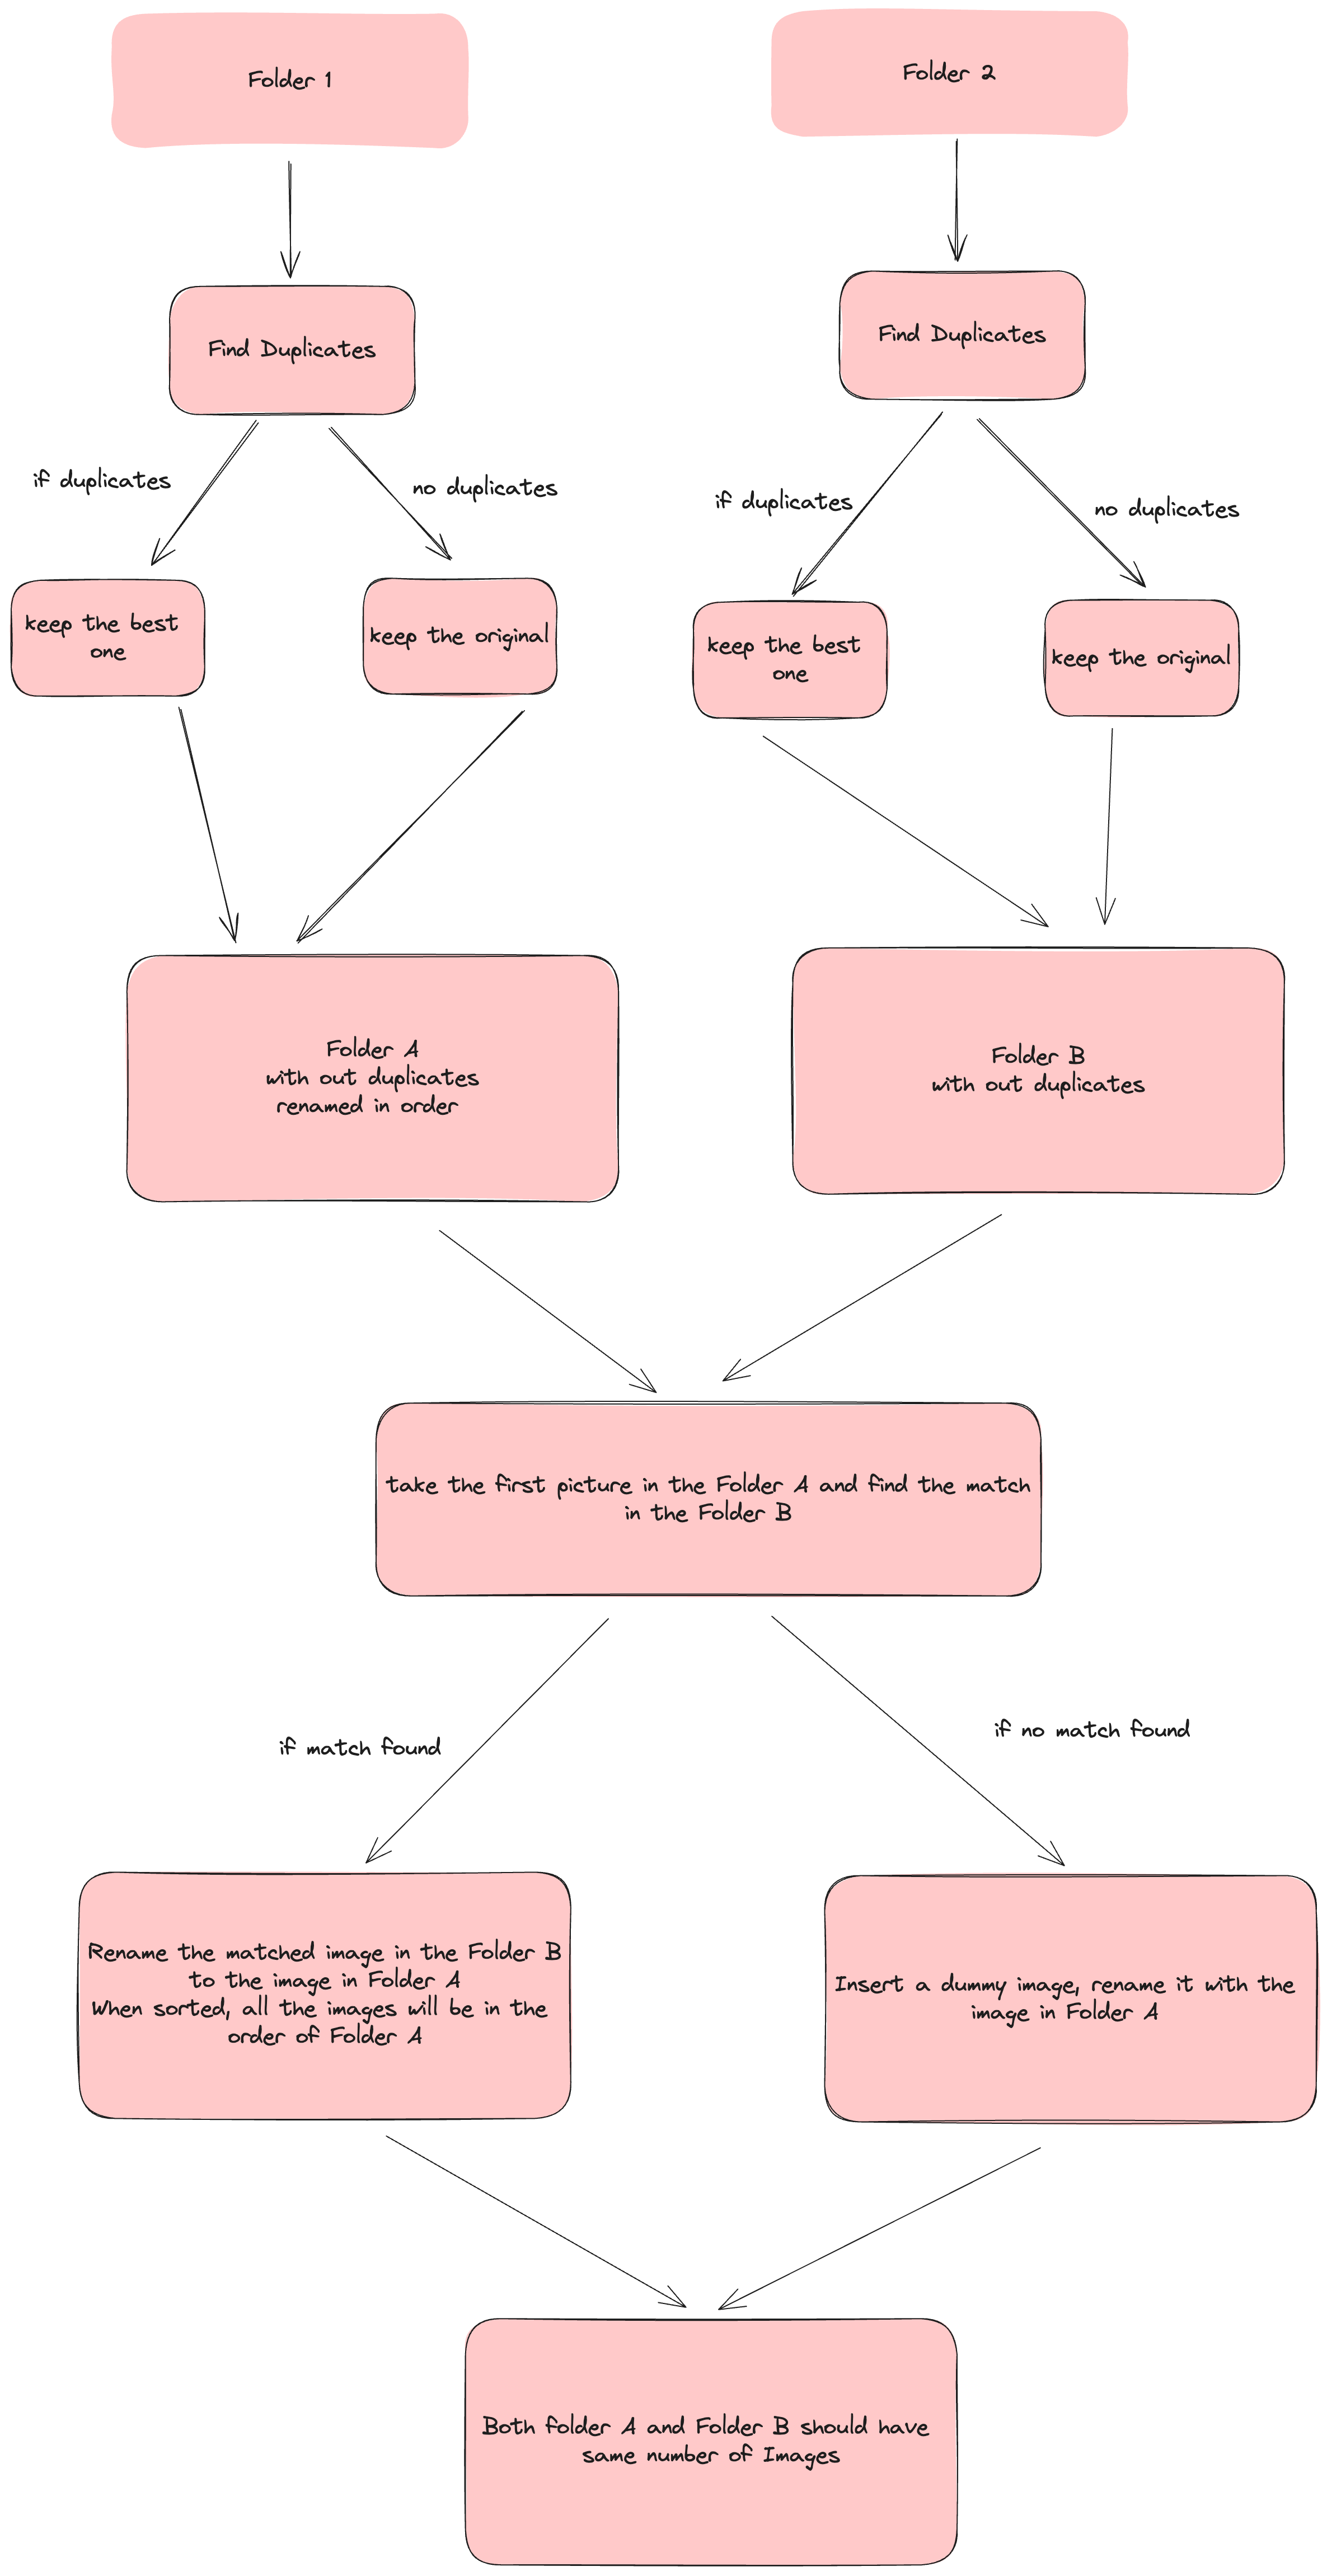 Folder 1
Folder 2
Find Duplicates
Find Duplicates
if duplicates
no duplicates
if duplicates
no duplicates
keep the best
one
keep the original
keep the best
one
keep the original
Folder A
with out duplicates
renamed in order
Folder B
with out duplicates
take the first picture in the Folder A and find the match
in the Folder B
if match found
if no match found
Rename the matched image in the Folder B
to the image in Folder A
When sorted, all the images will be in the
order of Folder A
Insert a dummy image, rename it with the
image in Folder A
Both folder A and Folder B should have
same number of Images